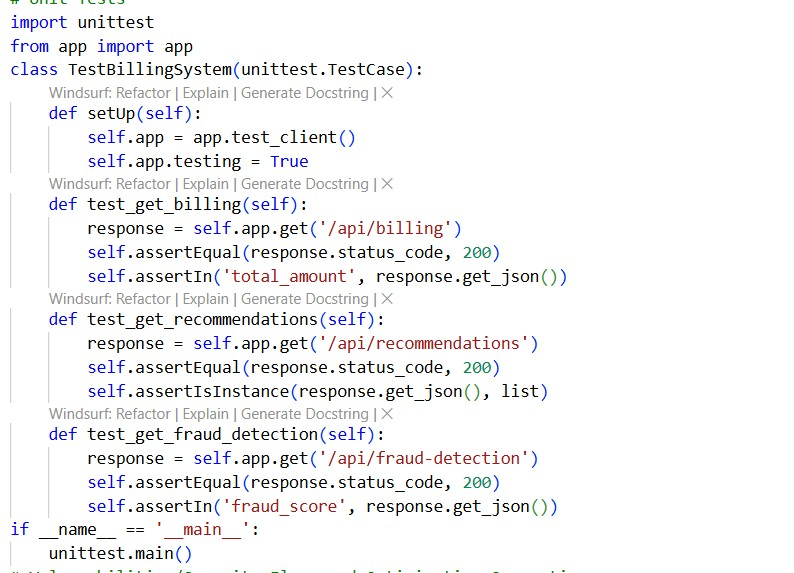 # Unit Tests
import unittest
from app import app
class TestBillingSystem(unittest.TestCase):
Windsurf: Refactor | Explain | Generate Docstring | ×
def setUp(self):
self.app = app.test_client()
self.app.testing = True
Windsurf: Refactor | Explain | Generate Docstring | ×
def test_get_billing(self):
response = self.app.get('/api/billing')
self.assertEqual(response.status_code, 200)
self.assertIn('total_amount', response.get_json())
Windsurf: Refactor | Explain | Generate Docstring | ×
def test_get_recommendations(self):
response = self.app.get('/api/recommendations')
self.assertEqual(response.status_code, 200)
self.assertIsInstance(response.get_json(), list)
Windsurf: Refactor | Explain | Generate Docstring | ×
def test_get_fraud_detection(self):
response = self.app.get('/api/fraud-detection')
self.assertEqual(response.status_code, 200)
self.assertIn('fraud_score', response.get_json())
if __name__ == '__main__':
unittest.main()